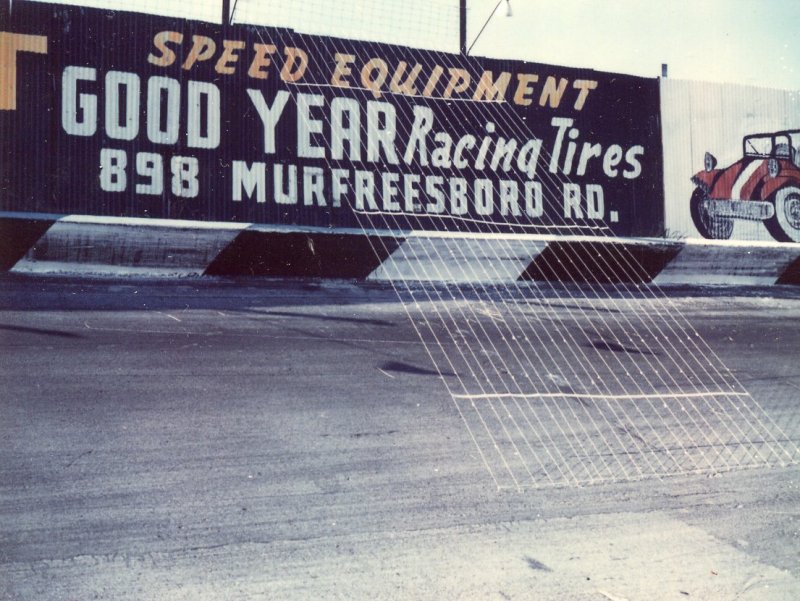 T
SPEED EQUIPMENT
GOOD YEAR Racing Tires
898 MURFREESBORO RD.